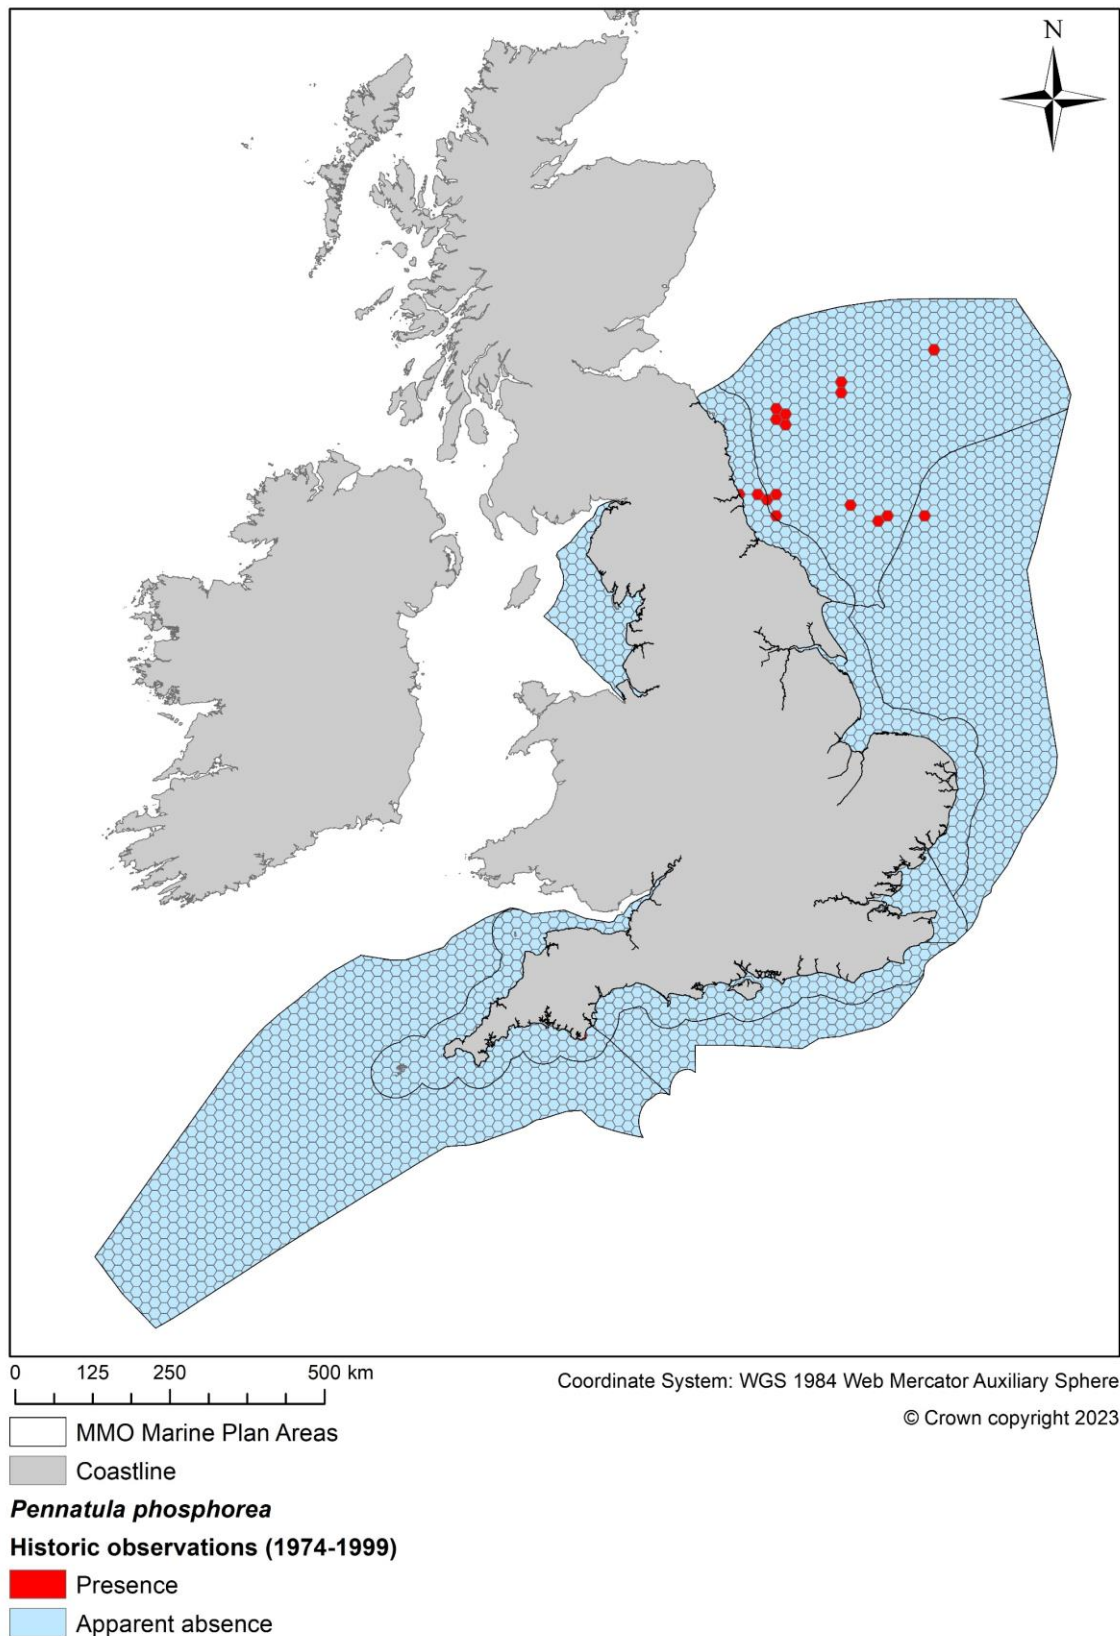 N
0 125 250 500 km
Coordinate System: WGS 1984 Web Mercator Auxiliary Sphere
© Crown copyright 2023
MMO Marine Plan Areas
Coastline
Pennatula phosphorea
Historic observations (1974-1999)
Presence
Apparent absence